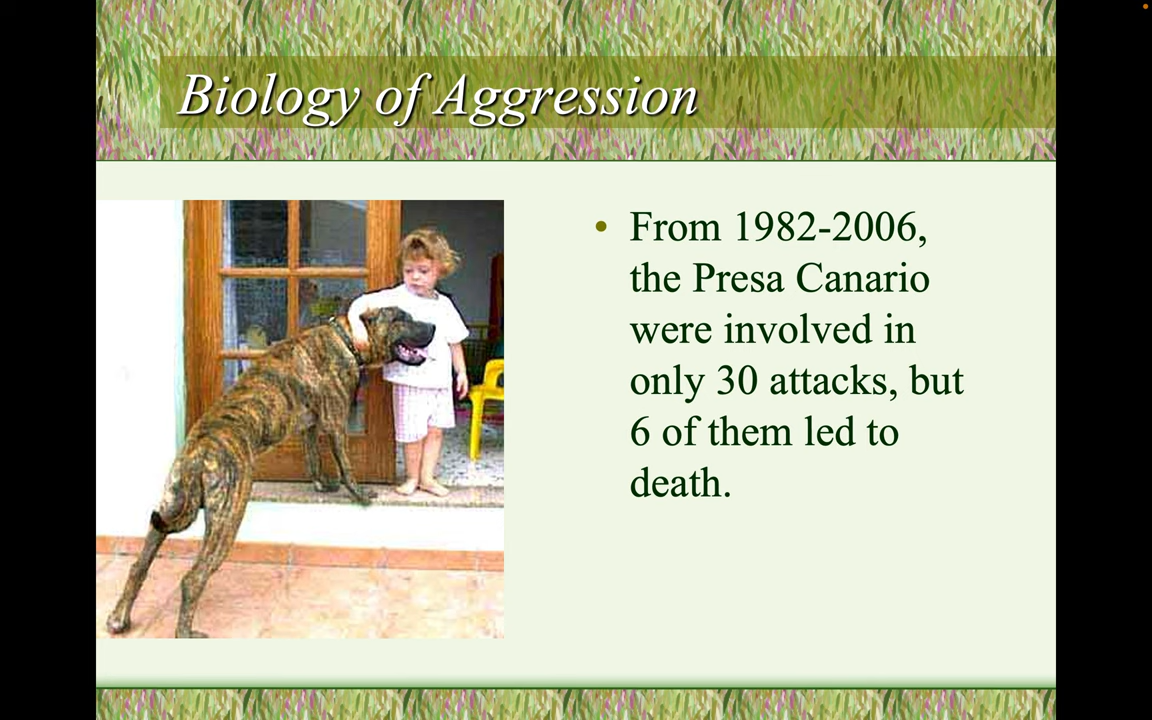 Biology of Aggression
• From 1982-2006,
the Presa Canario
were involved in
only 30 attacks, but
6 of them led to
death.